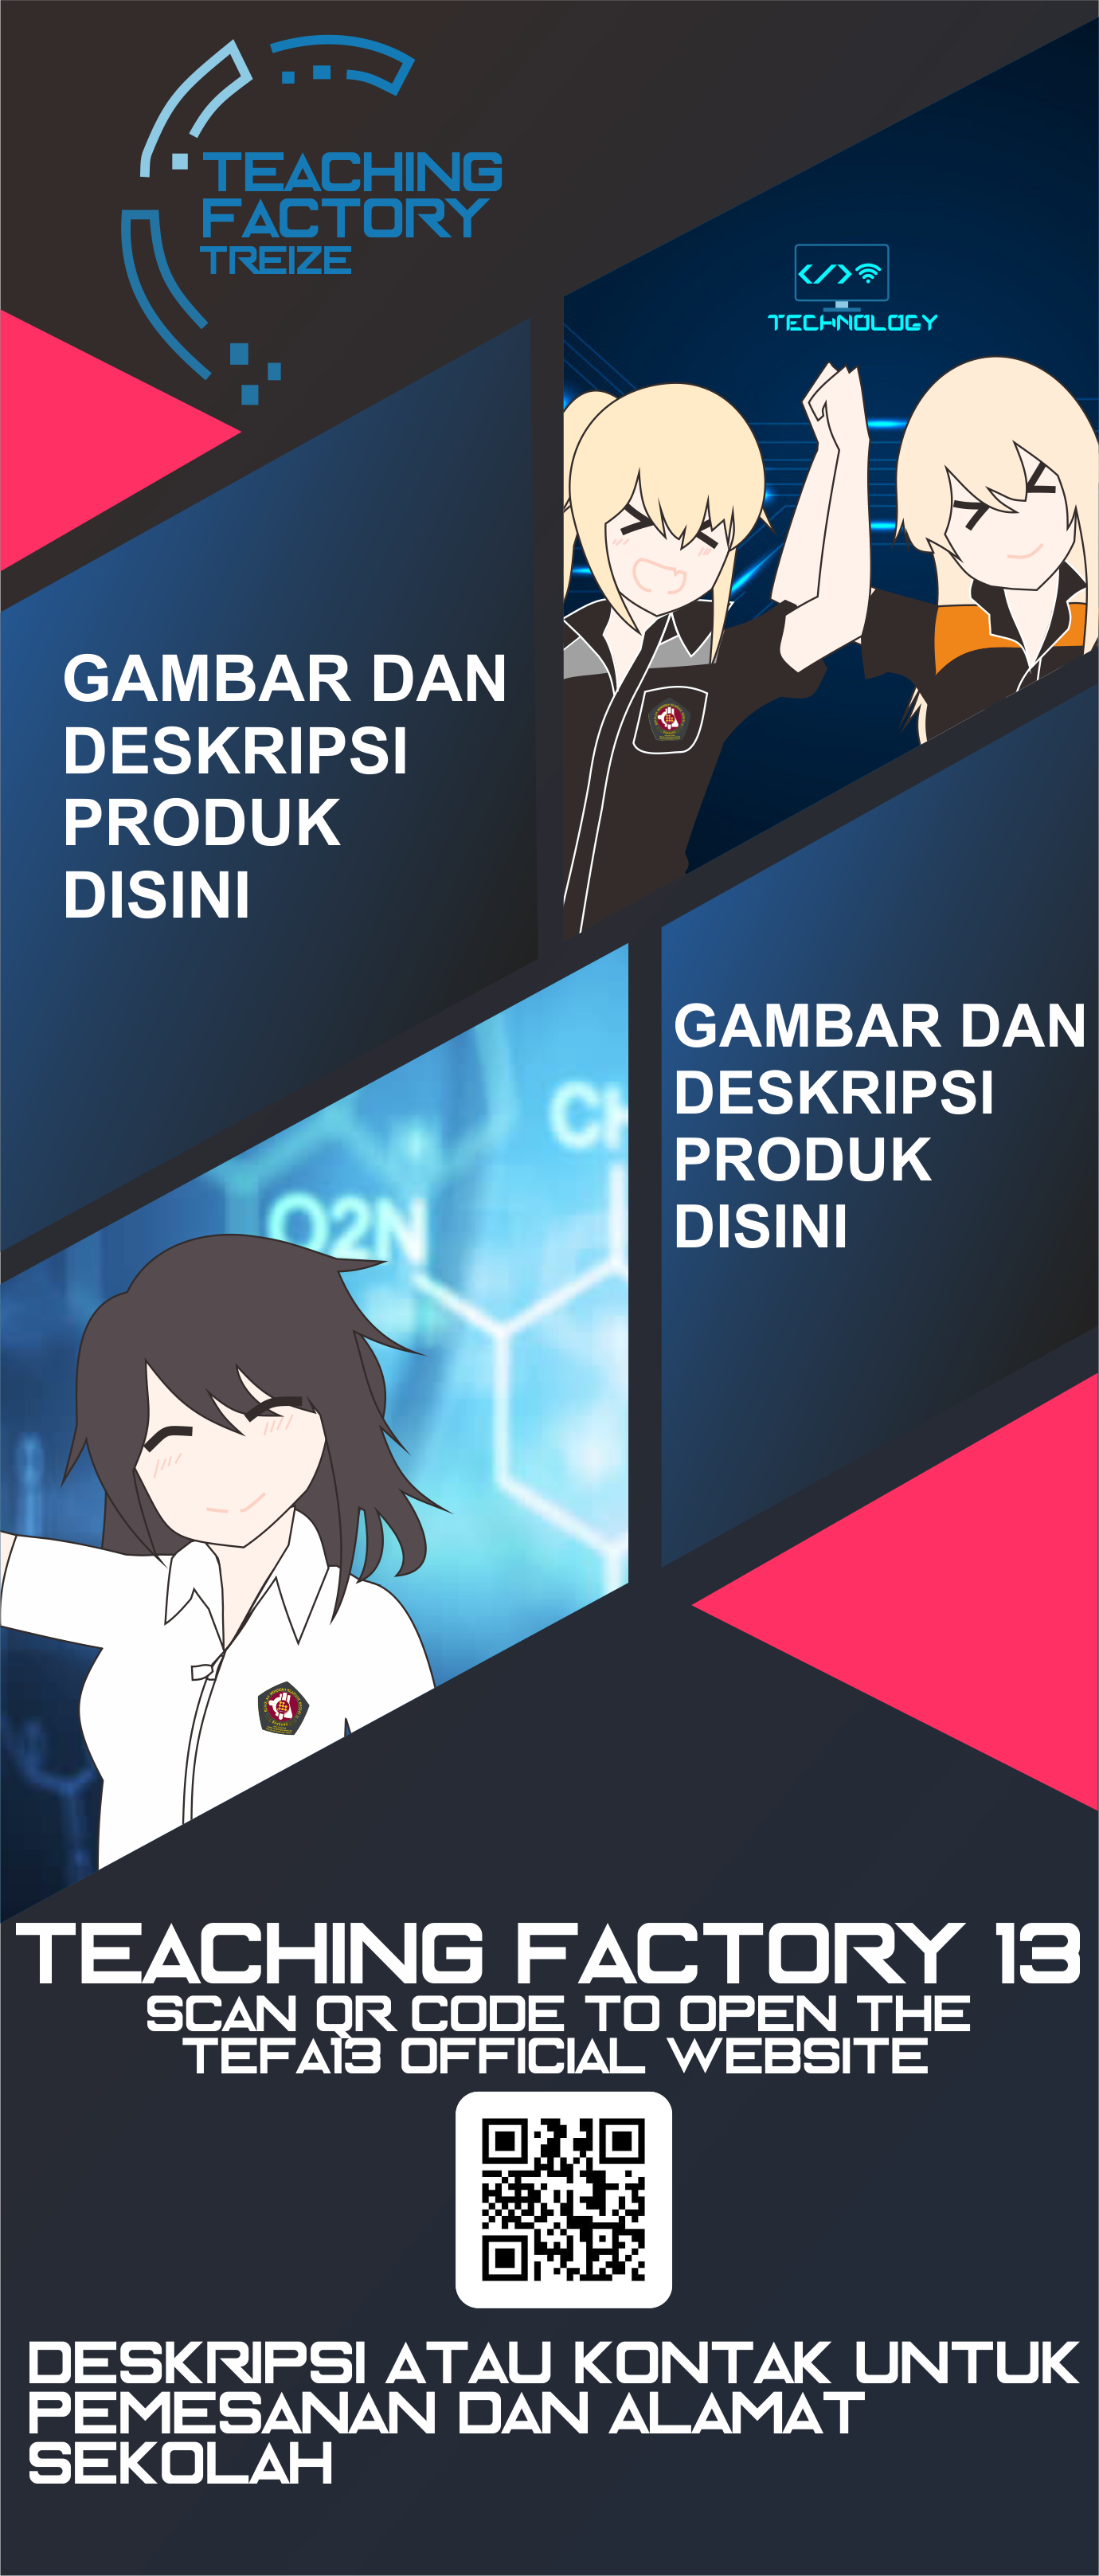 TEACHING
FACTORY
TREIZE
</>
TECHNOLOGY
GAMBAR DAN
DESKRIPSI
PRODUK
DISINI
GAMBAR DAN
DESKRIPSI
PRODUK
DISINI
O2N
CH
TEACHING FACTORY 13
SCAN QR CODE TO OPEN THE
TEFA13 OFFICIAL WEBSITE
DESKRIPSI ATAU KONTAK UNTUK
PEMESANAN DAN ALAMAT
SEKOLAH